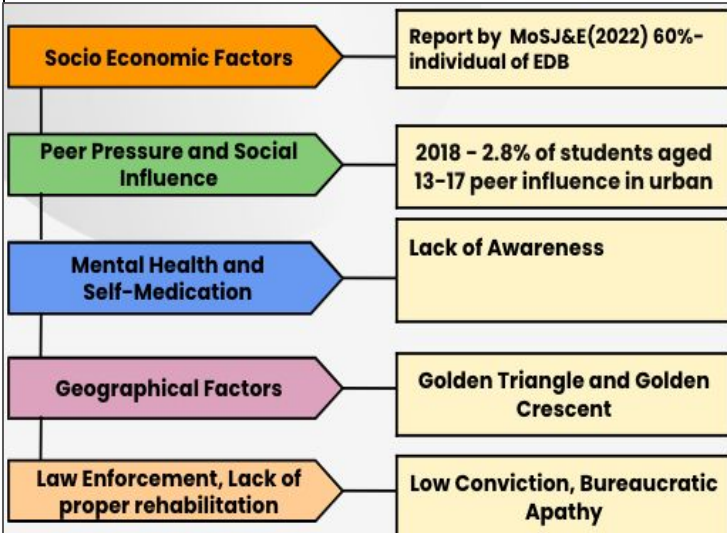 Socio Economic Factors
Report by MoSJ&E(2022) 60%-
individual of EDB
Peer Pressure and Social
Influence
2018 - 2.8% of students aged
13-17 peer influence in urban
Mental Health and
Self-Medication
Lack of Awareness
Geographical Factors
Golden Triangle and Golden
Crescent
Law Enforcement, Lack of
proper rehabilitation
Low Conviction, Bureaucratic
Apathy